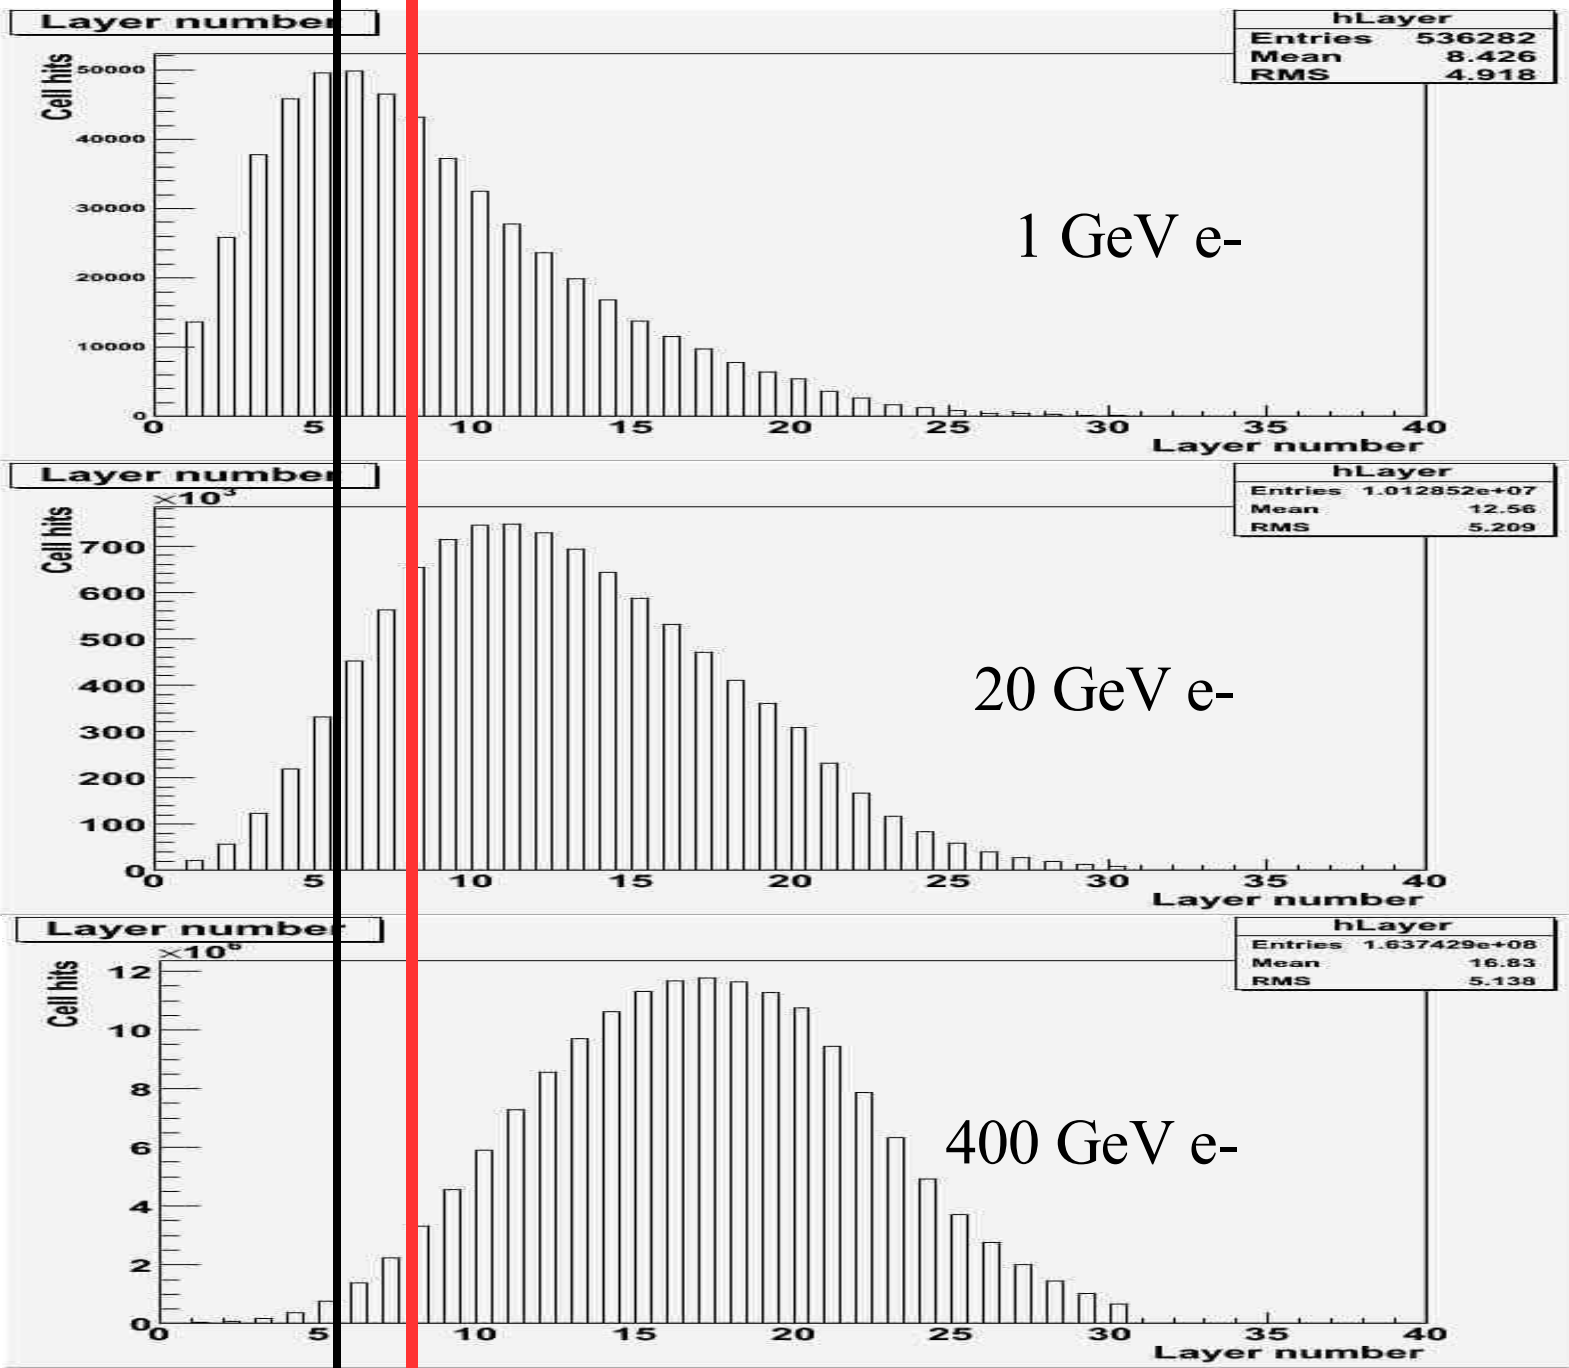 Layer number
hLayer
Entries 536282
Mean 8.426
RMS 4.918
Cell hits
50000
40000
30000
20000
10000
0
1 GeV e-
0 5 10 15 20 25 30 35 40
Layer number
Layer number
×10³
hLayer
Entries 1.012852e+07
Mean 12.56
RMS 5.209
Cell hits
700
600
500
400
300
200
100
0
20 GeV e-
0 5 10 15 20 25 30 35 40
Layer number
Layer number
×10⁶
hLayer
Entries 1.637429e+08
Mean 16.83
RMS 5.138
Cell hits
12
10
8
6
4
2
0
400 GeV e-
0 5 10 15 20 25 30 35 40
Layer number